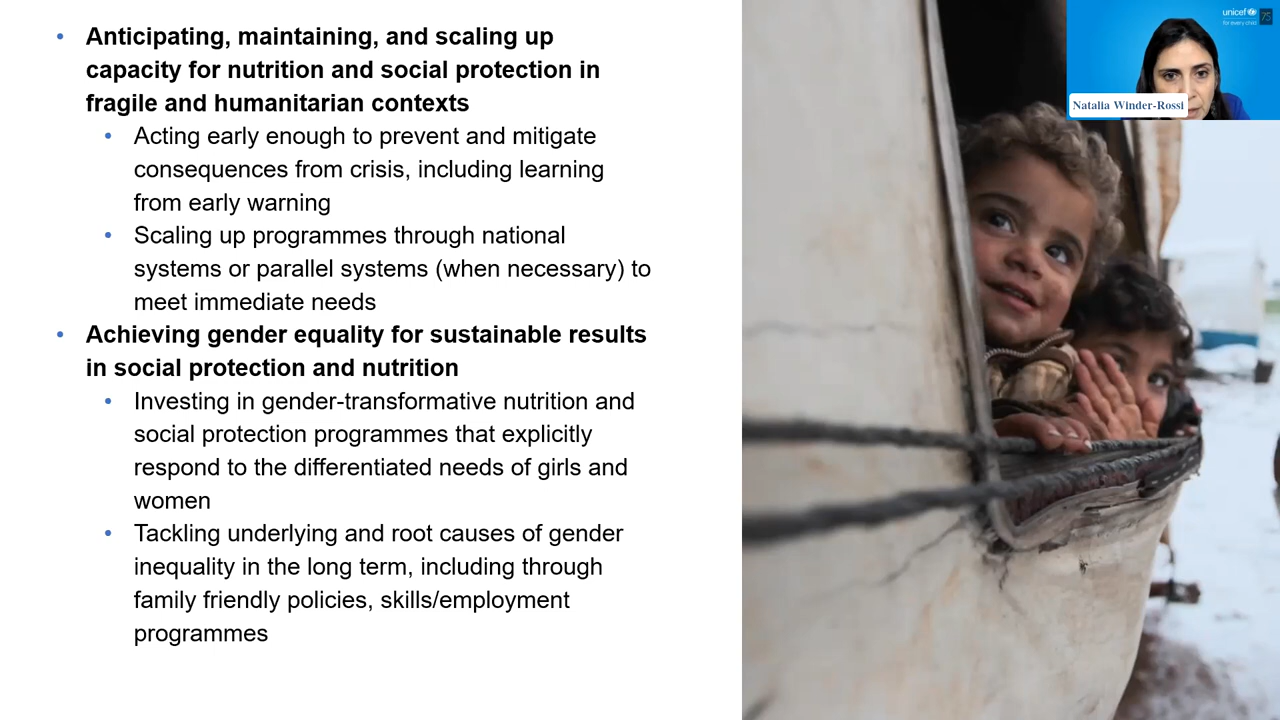 • Anticipating, maintaining, and scaling up
capacity for nutrition and social protection in
fragile and humanitarian contexts
• Acting early enough to prevent and mitigate
consequences from crisis, including learning
from early warning
• Scaling up programmes through national
systems or parallel systems (when necessary) to
meet immediate needs
• Achieving gender equality for sustainable results
in social protection and nutrition
• Investing in gender-transformative nutrition and
social protection programmes that explicitly
respond to the differentiated needs of girls and
women
• Tackling underlying and root causes of gender
inequality in the long term, including through
family friendly policies, skills/employment
programmes
unicef 75
for every child
Natalia Winder-Rossi